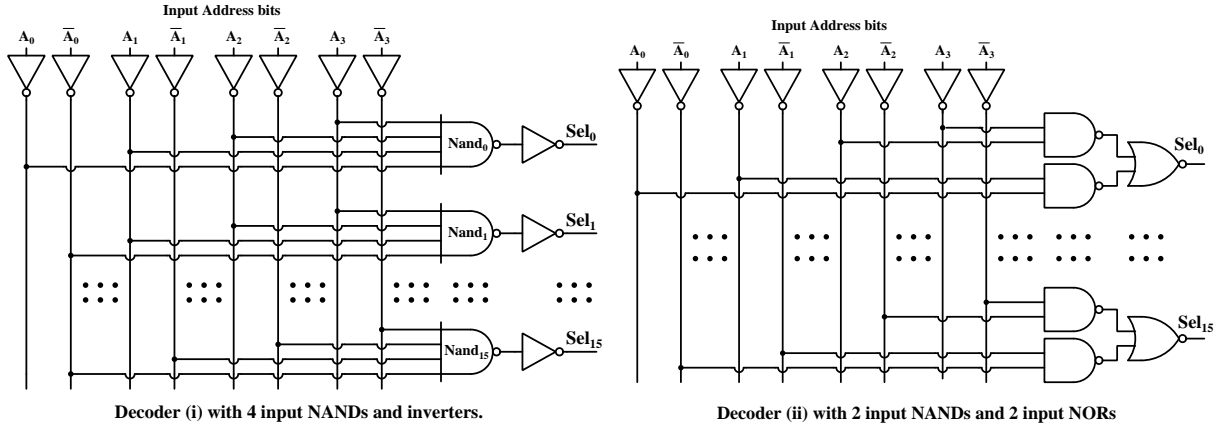 Input Address bits
A0 A̅0 A1 A̅1 A2 A̅2 A3 A̅3
Nand0
Sel0
Nand1
Sel1
Nand15
Sel15
Decoder (i) with 4 input NANDs and inverters.
Input Address bits
A0 A̅0 A1 A̅1 A2 A̅2 A3 A̅3
Sel0
Sel15
Decoder (ii) with 2 input NANDs and 2 input NORs